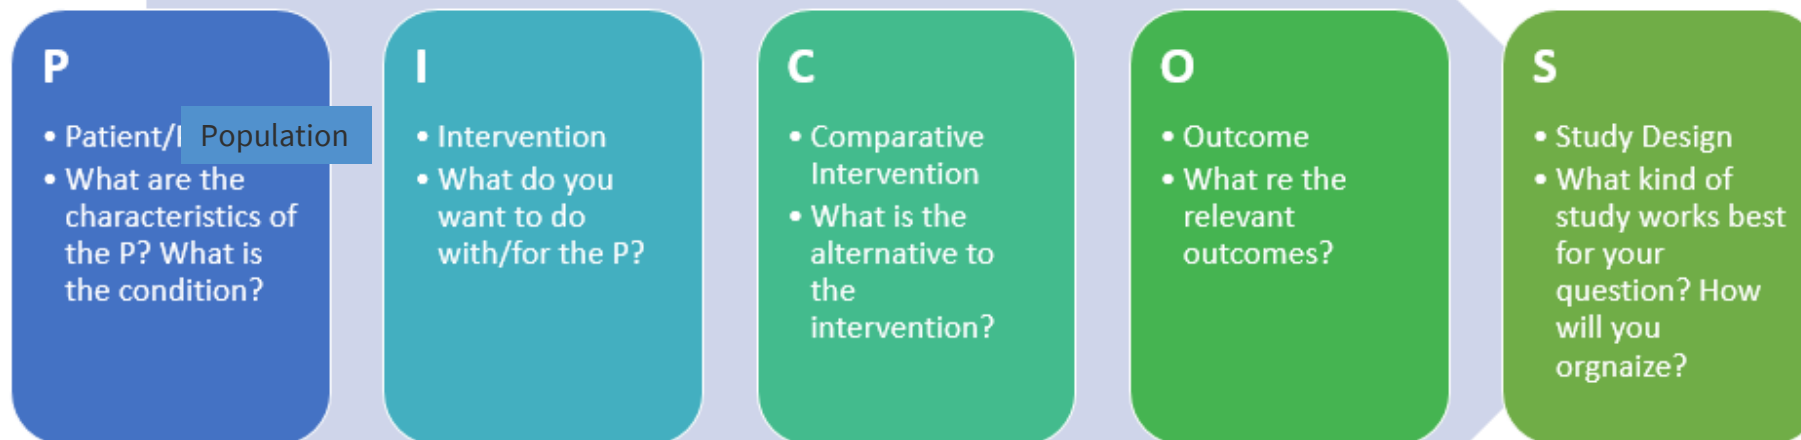 P
• Patient/
Population
• What are the
characteristics of
the P? What is
the condition?
I
• Intervention
• What do you
want to do
with/for the P?
C
• Comparative
Intervention
• What is the
alternative to
the
intervention?
O
• Outcome
• What re the
relevant
outcomes?
S
• Study Design
• What kind of
study works best
for your
question? How
will you
orgnaize?